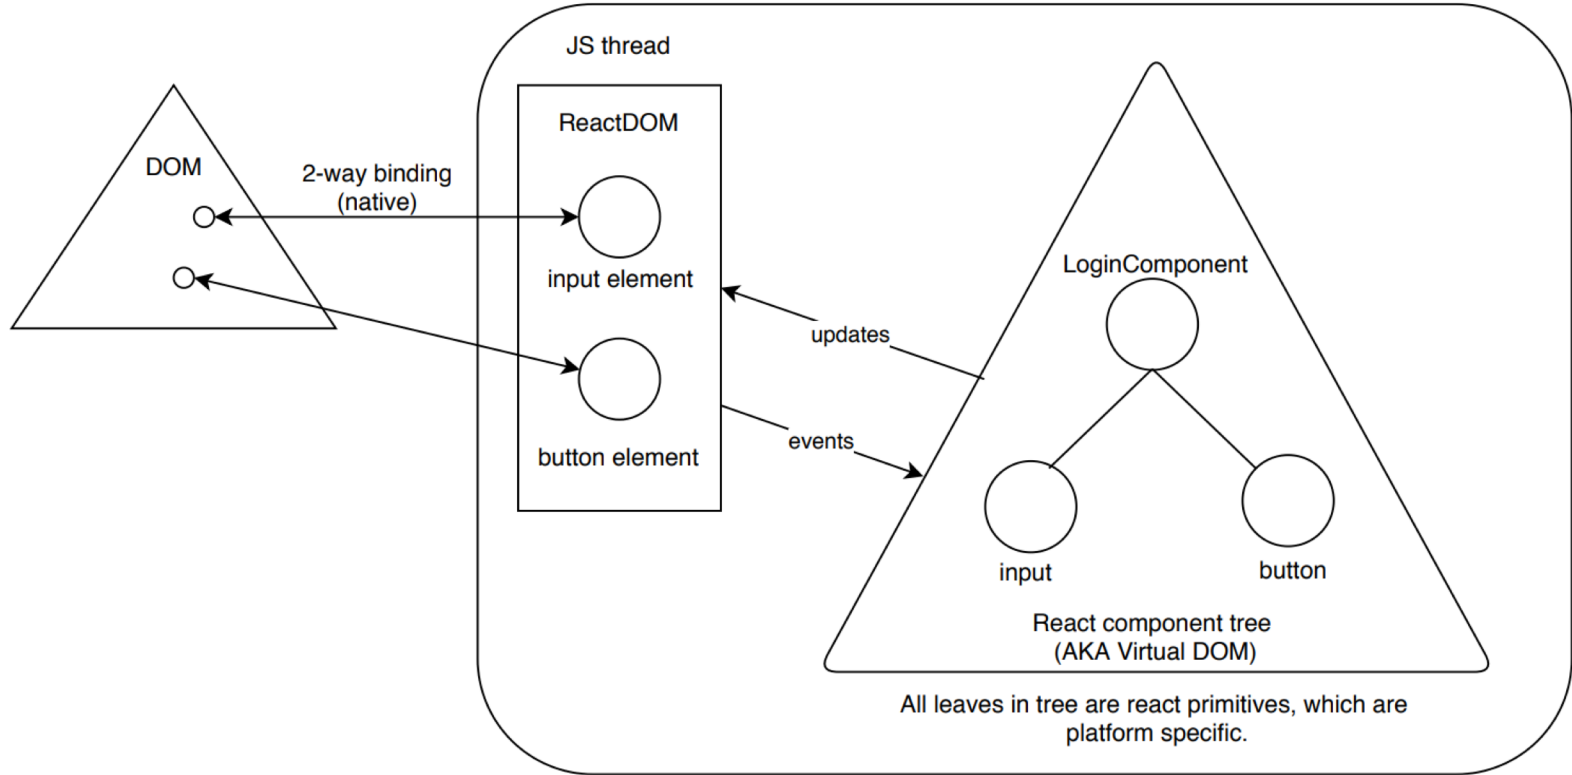 JS thread
DOM
2-way binding
(native)
ReactDOM
input element
button element
updates
events
LoginComponent
input
button
React component tree
(AKA Virtual DOM)
All leaves in tree are react primitives, which are
platform specific.